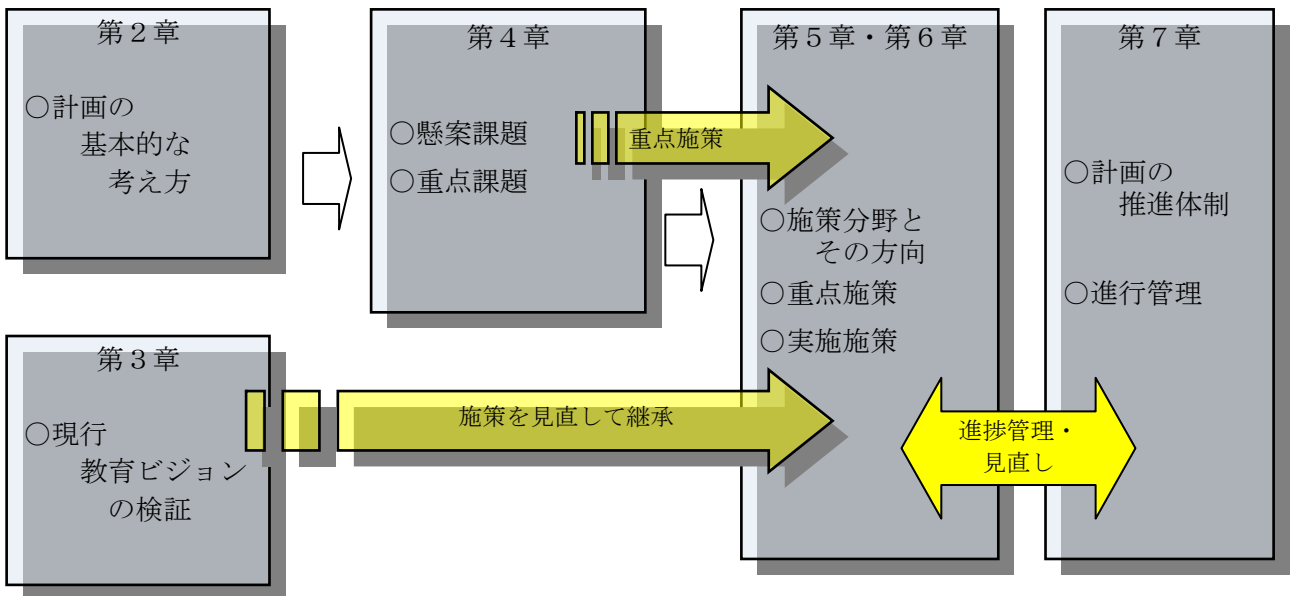 第２章
○計画の
基本的な
考え方
第３章
○現行
教育ビジョン
の検証
第４章
○懸案課題
○重点課題
重点施策
施策を見直して継承
第５章・第６章
○施策分野と
その方向
○重点施策
○実施施策
進捗管理・
見直し
第７章
○計画の
推進体制
○進行管理